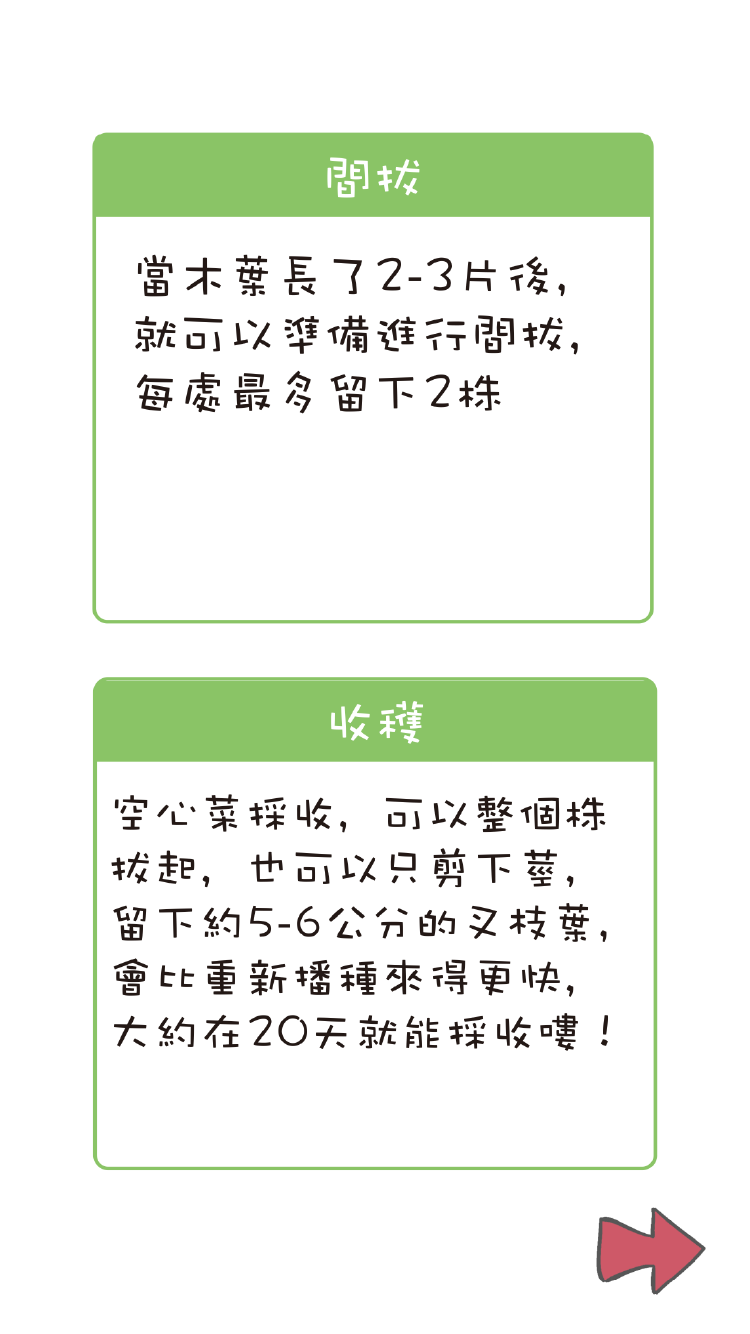 間拔
當木葉長了2-3片後,
就可以準備進行間拔,
每處最多留下2株
收穫
空心菜採收, 可以整個株
拔起, 也可以只剪下莖,
留下約5-6公分的叉枝葉,
會比重新播種來得更快,
大約在20天就能採收嘍!